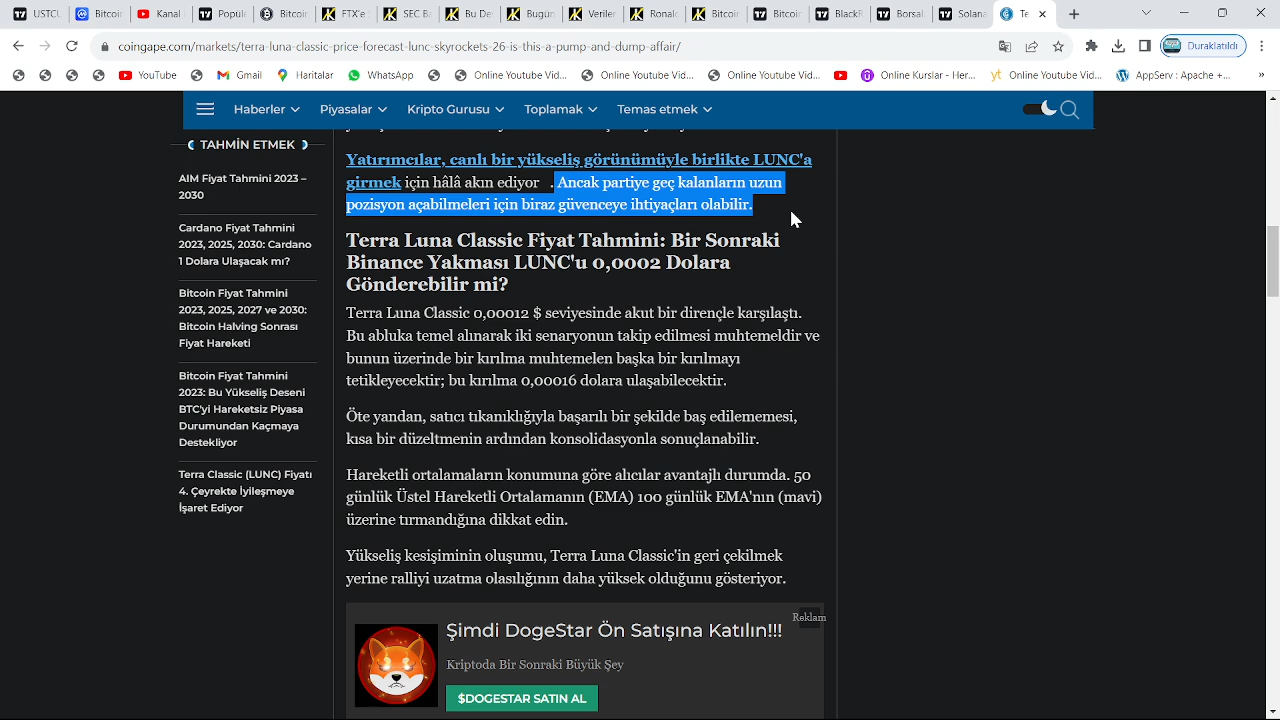 USTCU
Bitcoin
Kanal
Popül
Bitcoin
FTX'e
SEC Ba
Bu De
Bugün
Veriler
Ronal
Bitcoin
Bitcoi
BlackR
Borsal
Solana
Te
coingape.com/markets/terra-luna-classic-price-forecast-lunc-skyrockets-26-is-this-a-pump-and-dump-affair/
Duraklatıldı
YouTube
Gmail
Haritalar
WhatsApp
Online Youtube Vid...
Online Youtube Vid...
Online Youtube Vid...
Online Kurslar - Her...
Online Youtube Vid...
AppServ : Apache +...
Haberler
Piyasalar
Kripto Gurusu
Toplamak
Temas etmek
TAHMİN ETMEK
AIM Fiyat Tahmini 2023 –
2030
Cardano Fiyat Tahmini
2023, 2025, 2030: Cardano
1 Dolara Ulaşacak mı?
Bitcoin Fiyat Tahmini
2023, 2025, 2027 ve 2030:
Bitcoin Halving Sonrası
Fiyat Hareketi
Bitcoin Fiyat Tahmini
2023: Bu Yükseliş Deseni
BTC'yi Hareketsiz Piyasa
Durumundan Kaçmaya
Destekliyor
Terra Classic (LUNC) Fiyatı
4. Çeyrekte İyileşmeye
İşaret Ediyor
Yatırımcılar, canlı bir yükseliş görünümüyle birlikte LUNC'a
girmek için hâlâ akın ediyor . Ancak partiye geç kalanların uzun
pozisyon açabilmeleri için biraz güvenceye ihtiyaçları olabilir.
Terra Luna Classic Fiyat Tahmini: Bir Sonraki
Binance Yakması LUNC'u 0,0002 Dolara
Gönderebilir mi?
Terra Luna Classic 0,00012 $ seviyesinde akut bir dirençle karşılaştı.
Bu abluka temel alınarak iki senaryonun takip edilmesi muhtemeldir ve
bunun üzerinde bir kırılma muhtemelen başka bir kırılmayı
tetikleyecektir; bu kırılma 0,00016 dolara ulaşabilecektir.
Öte yandan, satıcı tıkanıklığıyla başarılı bir şekilde baş edilememesi,
kısa bir düzeltmenin ardından konsolidasyonla sonuçlanabilir.
Hareketli ortalamaların konumuna göre alıcılar avantajlı durumda. 50
günlük Üstel Hareketli Ortalamanın (EMA) 100 günlük EMA'nın (mavi)
üzerine tırmandığına dikkat edin.
Yükseliş kesişiminin oluşumu, Terra Luna Classic'in geri çekilmek
yerine ralliyi uzatma olasılığının daha yüksek olduğunu gösteriyor.
Reklam
Şimdi DogeStar Ön Satışına Katılın!!!
Kriptoda Bir Sonraki Büyük Şey
$DOGESTAR SATIN AL